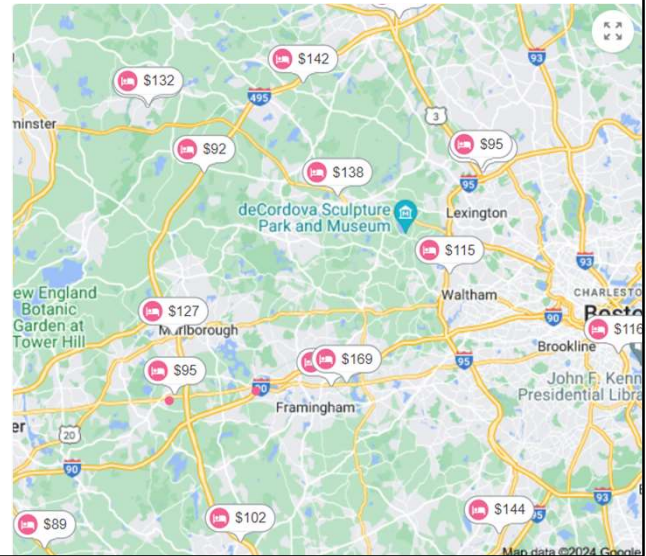 $142
93
$132
495
3
minster
$95
$92
$138
95
deCordova Sculpture
Park and Museum
Lexington
$115
93
ew England
Botanic
Garden at
Tower Hill
Waltham
CHARLESTO
$127
90
Marlborough
$116
Brookline
$169
95
$95
90
John F. Kenn
Presidential Libra
Framingham
er
20
90
93
$89
$102
$144
95
Map data ©2024 Google